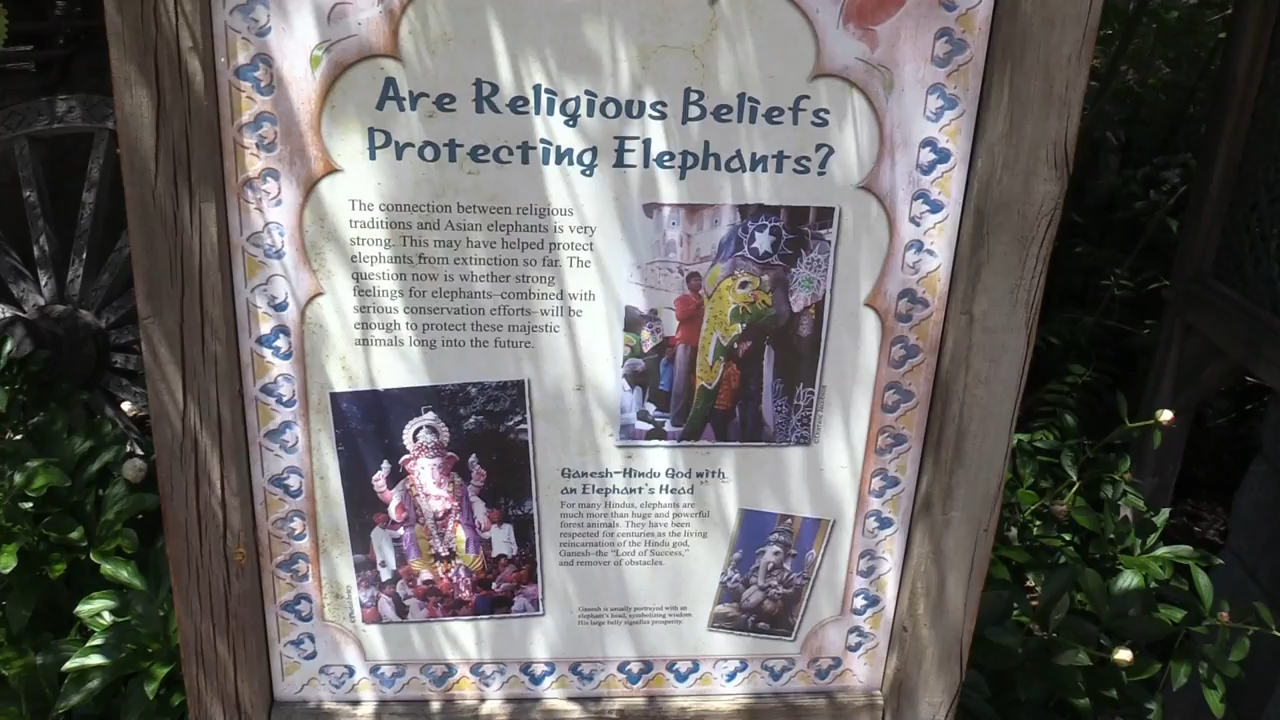 Are Religious Beliefs
Protecting Elephants?
The connection between religious
traditions and Asian elephants is very
strong. This may have helped protect
elephants from extinction so far. The
question now is whether strong
feelings for elephants–combined with
serious conservation efforts–will be
enough to protect these majestic
animals long into the future.
Ganesh–Hindu God with
an Elephant's Head
For many Hindus, elephants are
much more than huge and powerful
forest animals. They have been
respected for centuries as the living
reincarnation of the Hindu god,
Ganesh–the "Lord of Success,"
and remover of obstacles.
Ganesh is usually portrayed with an
elephant's head, symbolizing wisdom.
His large belly signifies prosperity.